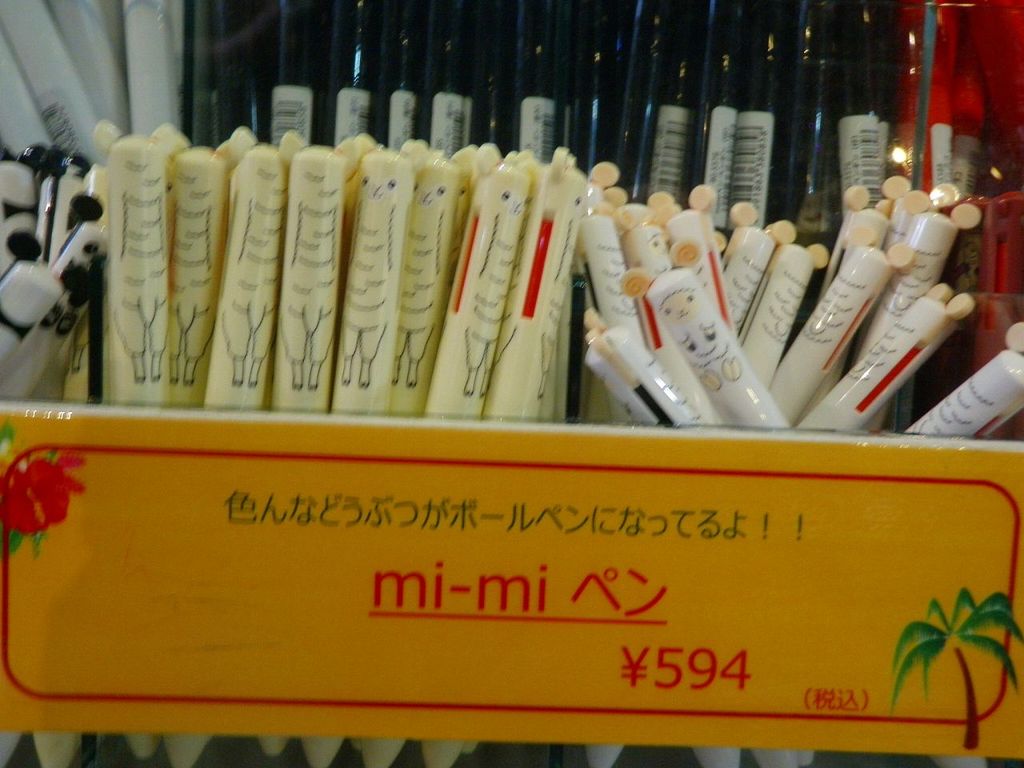 色んなどうぶつがボールペンになってるよ！！
mi-mi ペン
¥594
(税込)